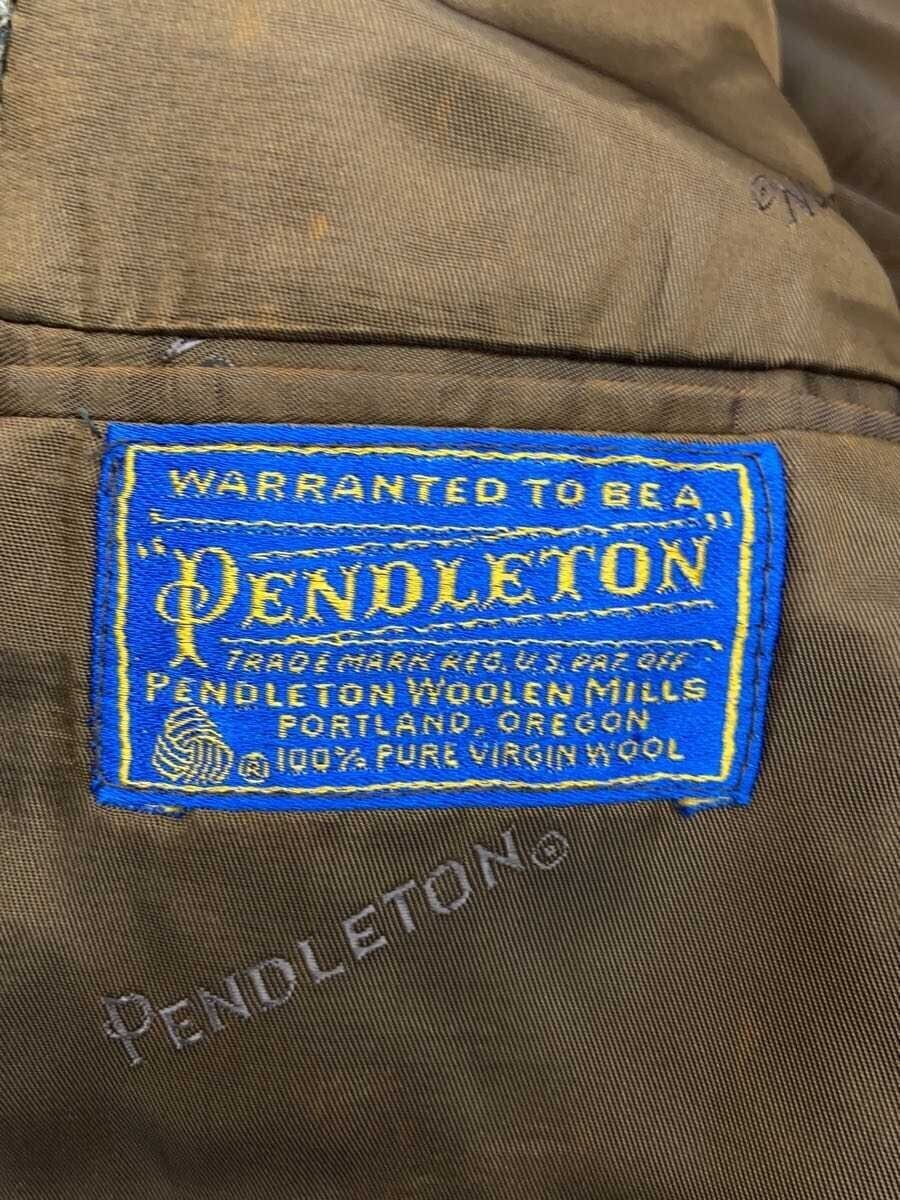 WARRANTED TO BE A
"PENDLETON"
TRADE MARK REG. U.S. PAT. OFF
PENDLETON WOOLEN MILLS
PORTLAND, OREGON
® 100% PURE VIRGIN WOOL
PENDLETON®